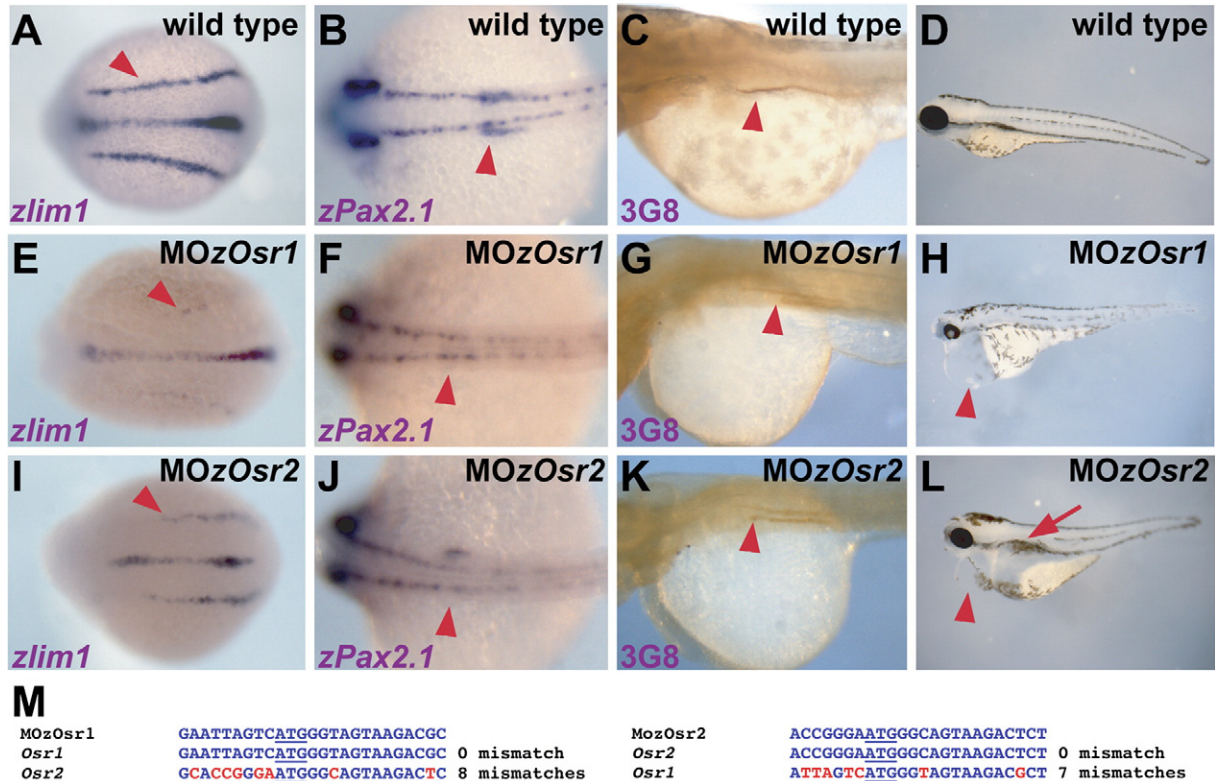 A wild type
zlim1
B wild type
zPax2.1
C wild type
3G8
D wild type
E MOzOsr1
zlim1
F MOzOsr1
zPax2.1
G MOzOsr1
3G8
H MOzOsr1
I MOzOsr2
zlim1
J MOzOsr2
zPax2.1
K MOzOsr2
3G8
L MOzOsr2
M
MOzOsr1 GAATTAGTCATGGGTAGTAAGACGC
Osr1 GAATTAGTCATGGGTAGTAAGACGC 0 mismatch
Osr2 GCACCGGGAATGGGCAGTAAGACTC 8 mismatches
MozOsr2 ACCGGGAATGGGCAGTAAGACTCT
Osr2 ACCGGGAATGGGCAGTAAGACTCT 0 mismatch
Osr1 ATTAGTCATGGGTAGTAAGACGCT 7 mismatches